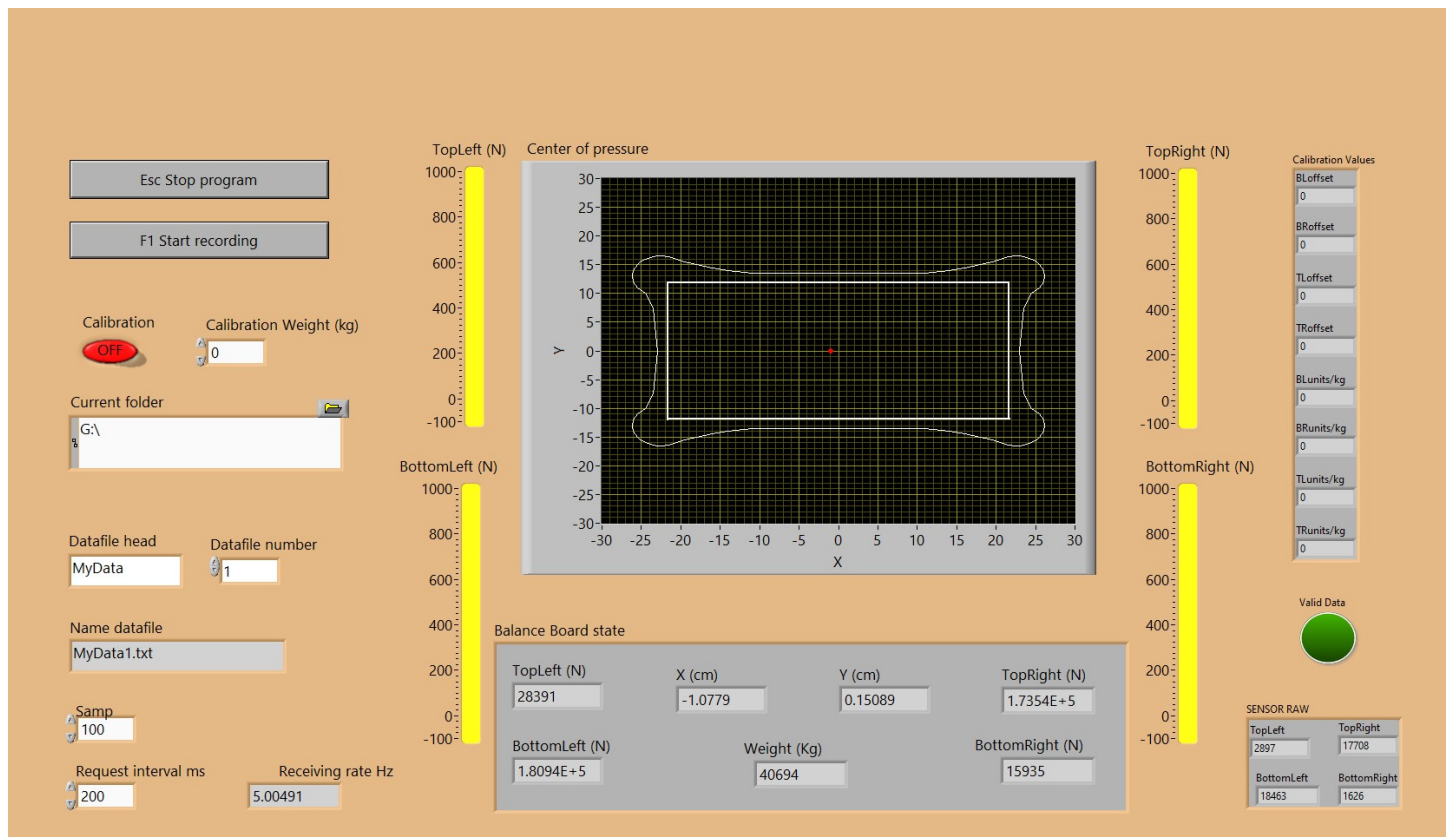 Esc Stop program
F1 Start recording
Calibration
OFF
Calibration Weight (kg)
0
Current folder
G:\
Datafile head
MyData
Datafile number
1
Name datafile
MyData1.txt
Samp
100
Request interval ms
200
Receiving rate Hz
5.00491
TopLeft (N)
1000
800
600
400
200
0
-100
BottomLeft (N)
1000
800
600
400
200
0
-100
Center of pressure
30
25
20
15
10
5
0
-5
-10
-15
-20
-25
-30
Y
-30 -25 -20 -15 -10 -5 0 5 10 15 20 25 30
X
Balance Board state
TopLeft (N)
28391
X (cm)
-1.0779
Y (cm)
0.15089
TopRight (N)
1.7354E+5
BottomLeft (N)
1.8094E+5
Weight (Kg)
40694
BottomRight (N)
15935
TopRight (N)
1000
800
600
400
200
0
-100
BottomRight (N)
1000
800
600
400
200
0
-100
Calibration Values
BLoffset
0
BRoffset
0
TLoffset
0
TRoffset
0
BLunits/kg
0
BRunits/kg
0
TLunits/kg
0
TRunits/kg
0
Valid Data
SENSOR RAW
TopLeft
2897
TopRight
17708
BottomLeft
18463
BottomRight
1626